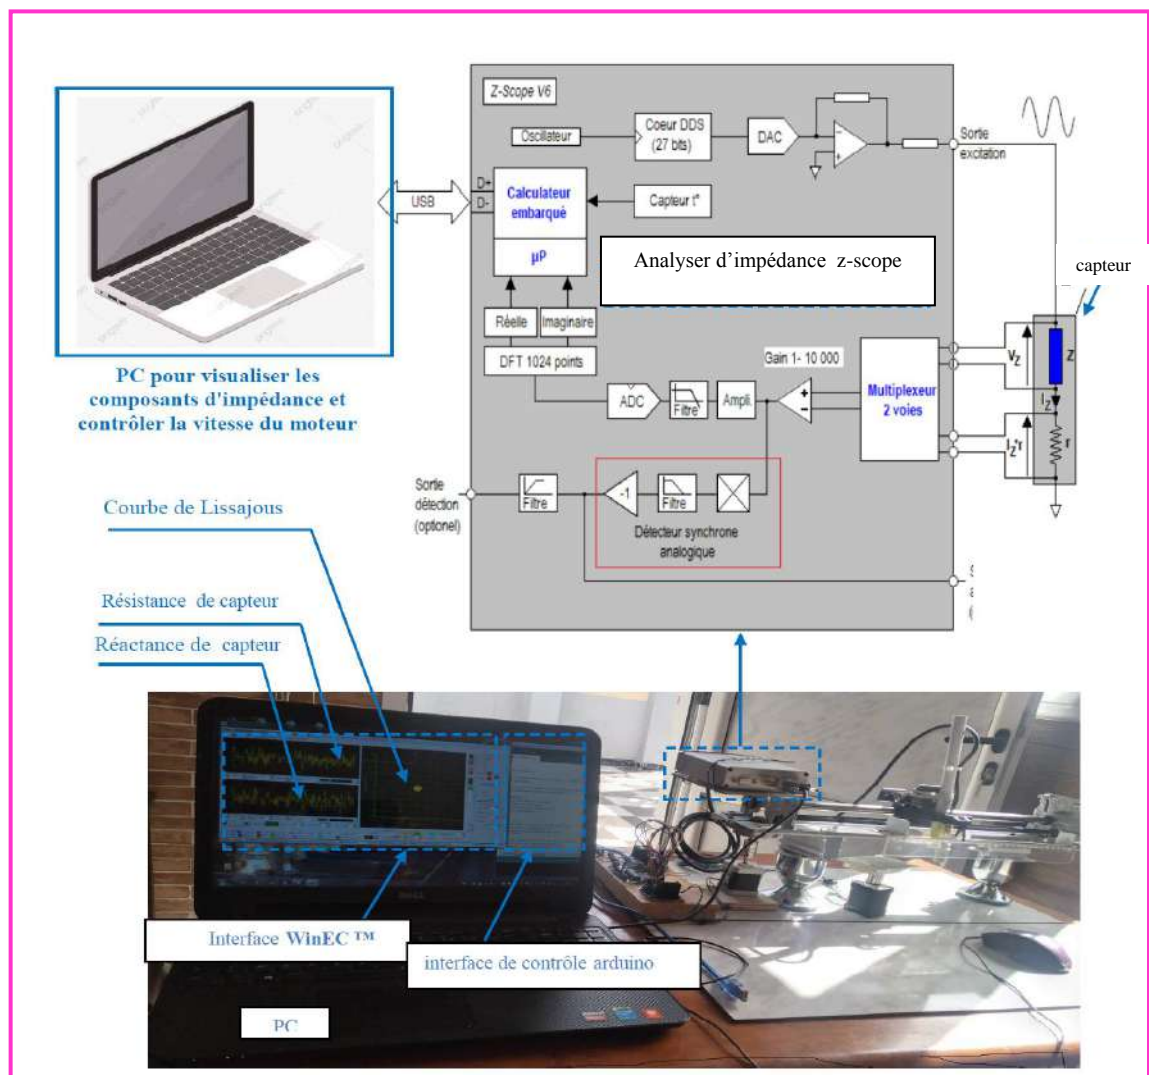 Z-Scope V6
Oscillateur
Coeur DDS
(27 bits)
DAC
Sortie
excitation
D+
D-
USB
Calculateur
embarqué
µP
Capteur t°
Analyser d’impédance z-scope
capteur
Réelle
Imaginaire
DFT 1024 points
Gain 1- 10 000
ADC
Filtre
Ampli.
+
−
Multiplexeur
2 voies
VZ
Z
IZ
IZ*r
r
PC pour visualiser les
composants d'impédance et
contrôler la vitesse du moteur
Sortie
détection
(optionel)
Filtre
-1
Filtre
Détecteur synchrone
analogique
Courbe de Lissajous
Résistance de capteur
Réactance de capteur
Interface WinEC ™
interface de contrôle arduino
PC
DELL